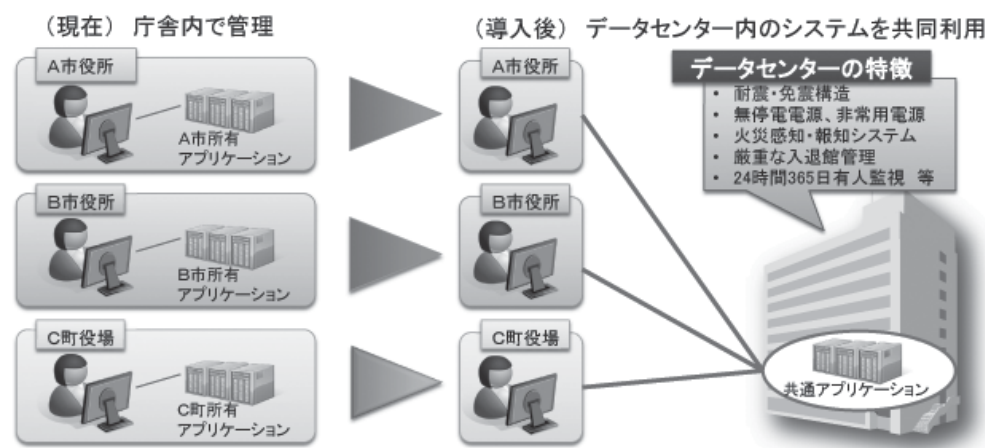 （現在）庁舎内で管理
（導入後）データセンター内のシステムを共同利用
A市役所
A市所有
アプリケーション
B市役所
B市所有
アプリケーション
C町役場
C町所有
アプリケーション
A市役所
B市役所
C町役場
データセンターの特徴
・ 耐震・免震構造
・ 無停電電源、非常用電源
・ 火災感知・報知システム
・ 厳重な入退館管理
・ 24時間365日有人監視 等
共通アプリケーション